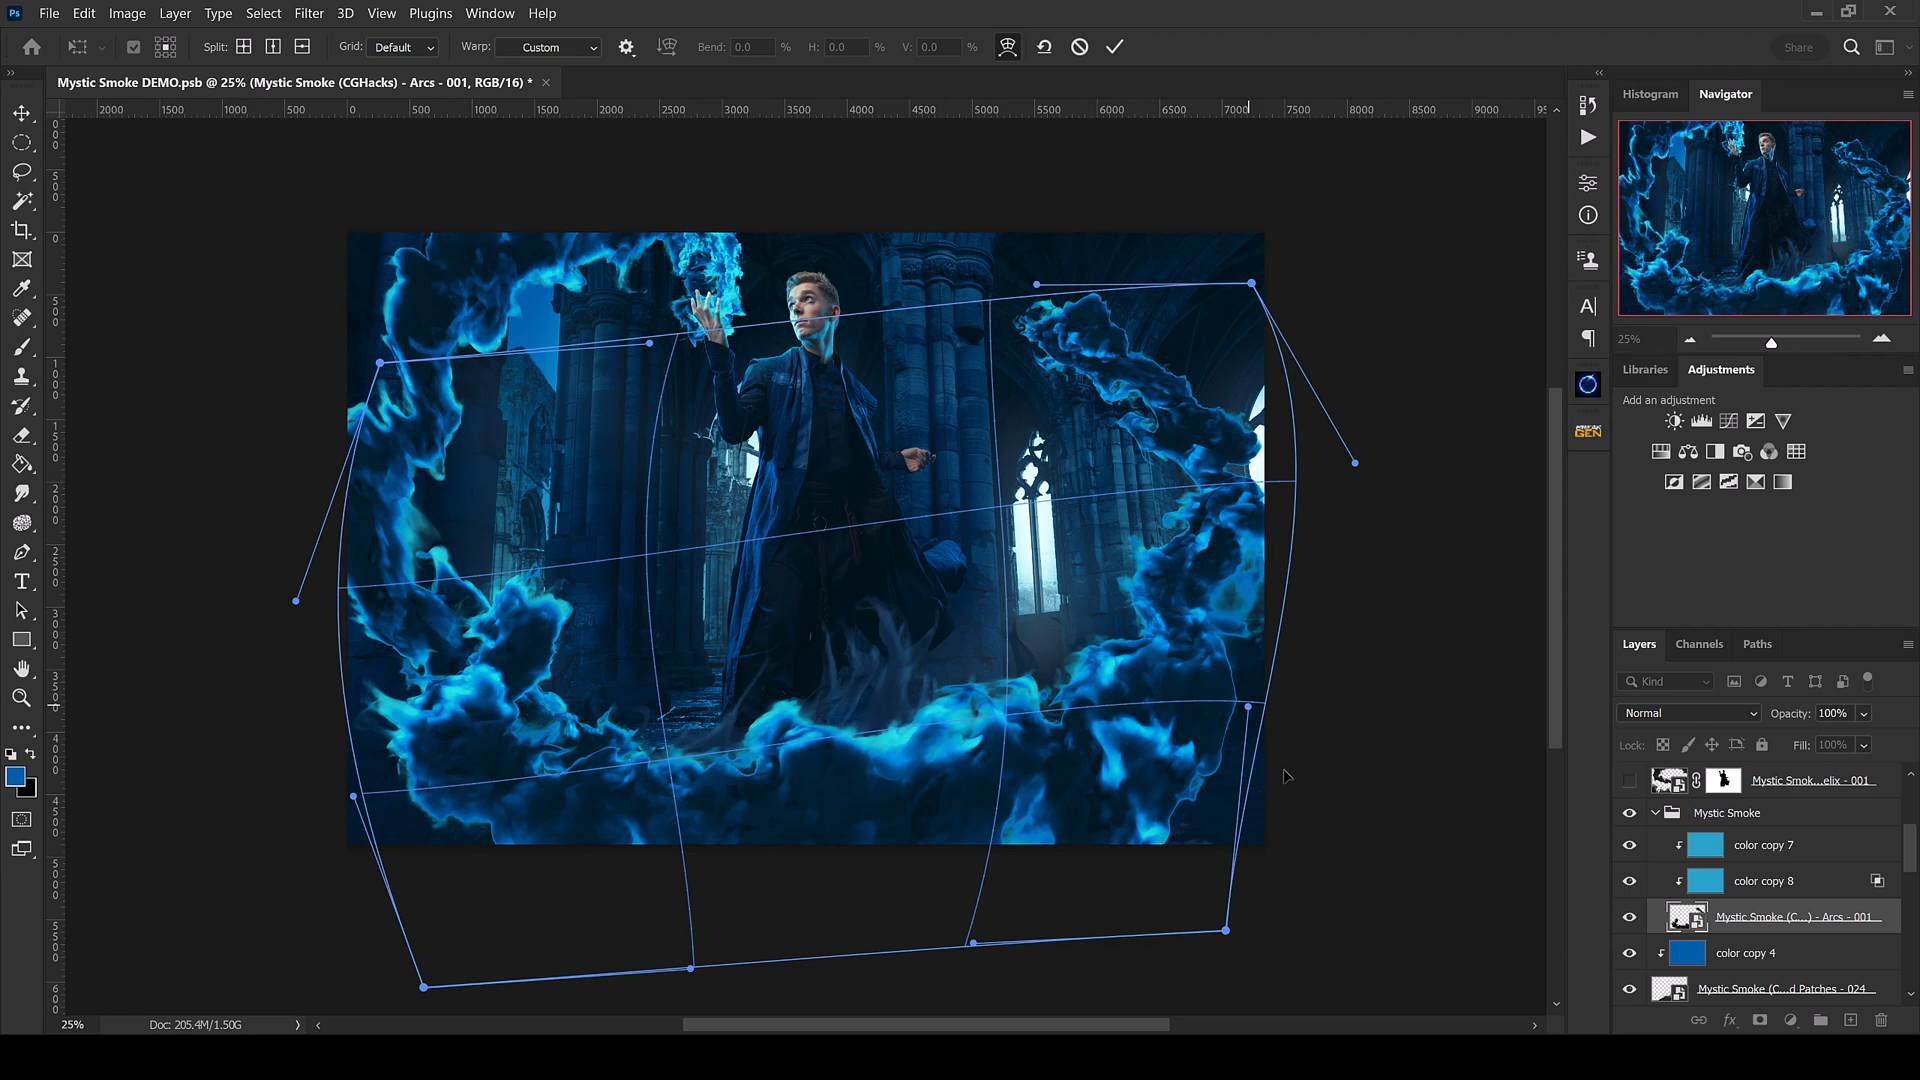 Ps File Edit Image Layer Type Select Filter 3D View Plugins Window Help
Split: Grid: Default Warp: Custom Bend: 0.0 % H: 0.0 % V: 0.0 % Share
Mystic Smoke DEMO.psb @ 25% (Mystic Smoke (CGHacks) - Arcs - 001, RGB/16) *
2000 1500 1000 500 0 500 1000 1500 2000 2500 3000 3500 4000 4500 5000 5500 6000 6500 7000 7500 8000 8500 9000 95
Histogram Navigator
25%
Libraries Adjustments
Add an adjustment
BREAK
GEN
Layers Channels Paths
Kind
Normal Opacity: 100%
Lock: Fill: 100%
Mystic Smok...elix - 001
Mystic Smoke
color copy 7
color copy 8
Mystic Smoke (C...) - Arcs - 001
color copy 4
Mystic Smoke (C...d Patches - 024
25% Doc: 205.4M/1.50G